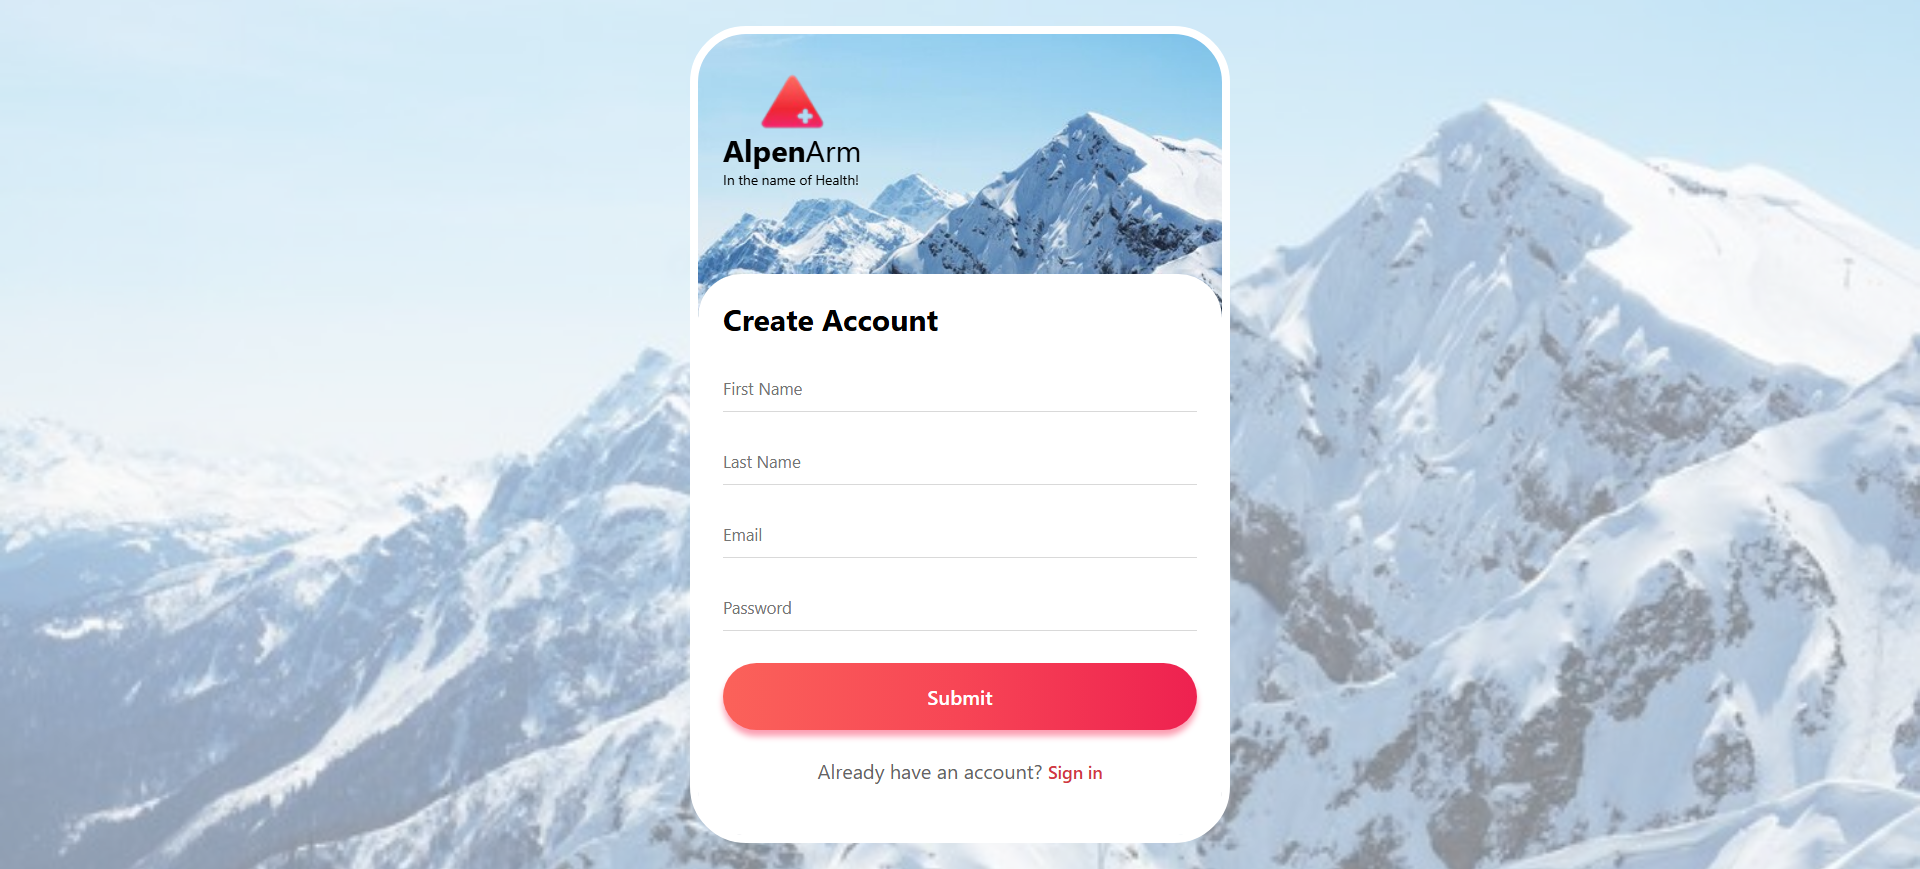 AlpenArm
In the name of Health!
Create Account
First Name
Last Name
Email
Password
Submit
Already have an account? Sign in